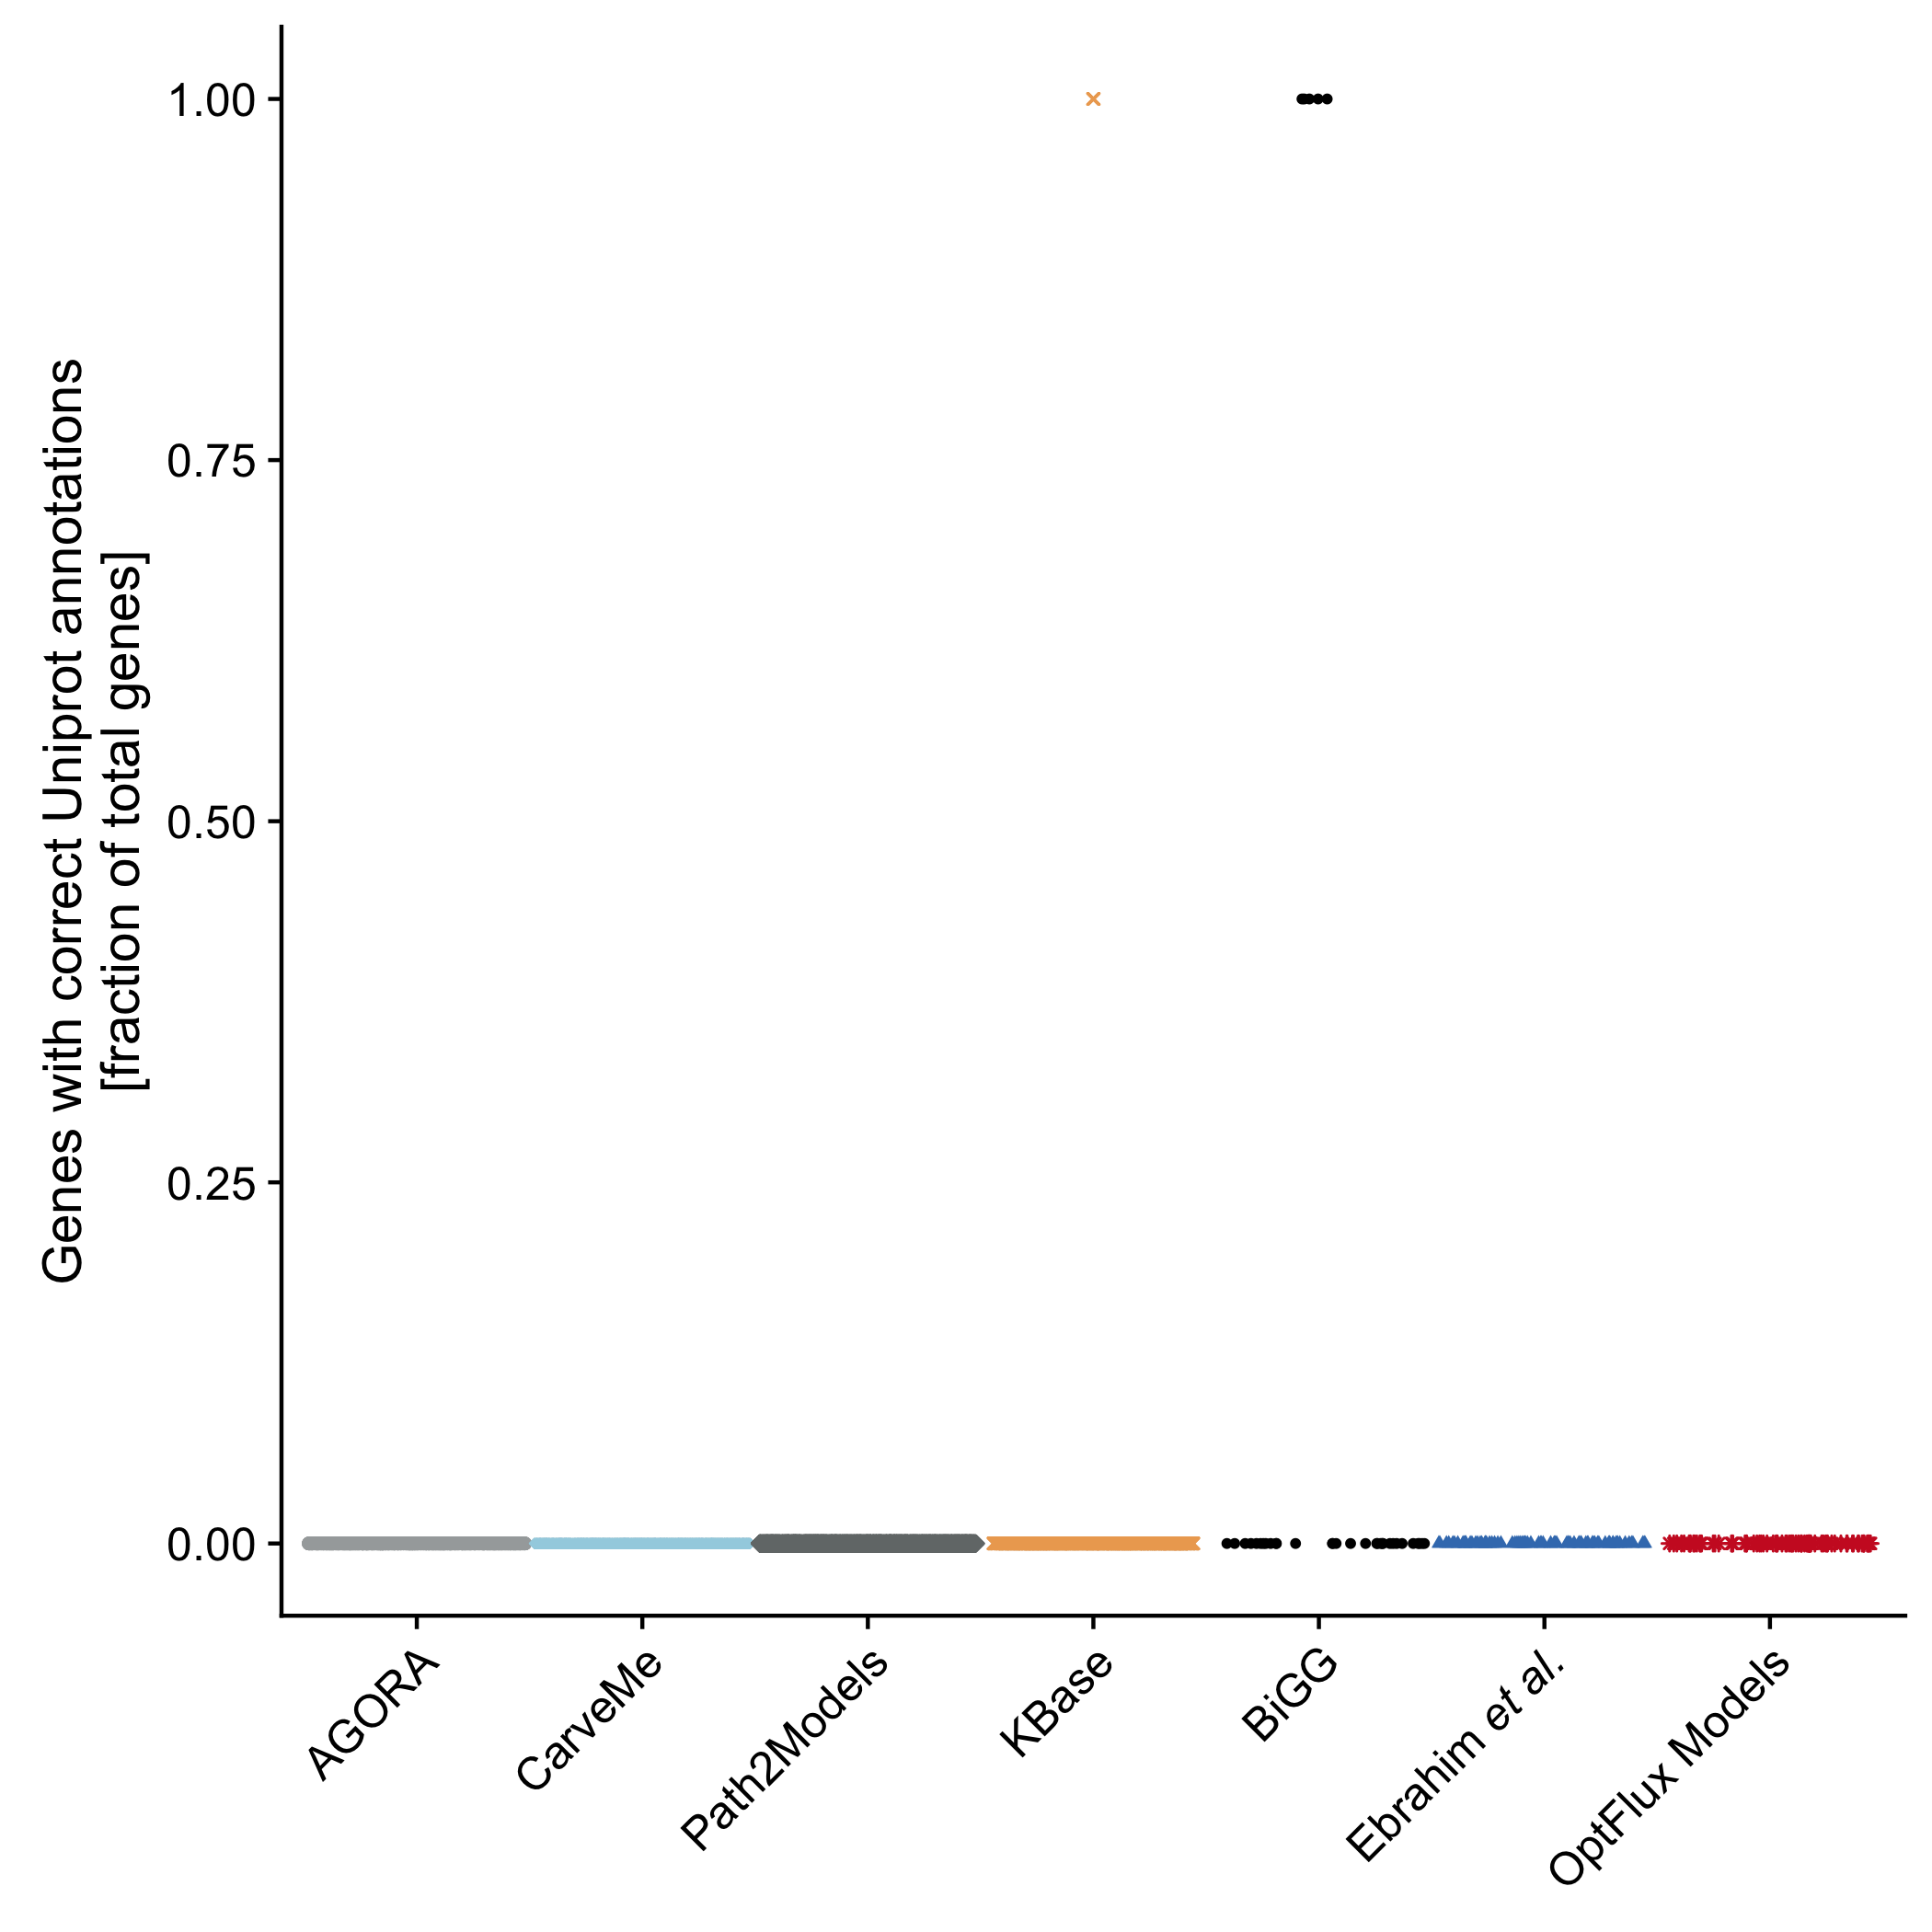 Genes with correct Uniprot annotations
[fraction of total genes]
1.00
0.75
0.50
0.25
0.00
AGORA
CarveMe
Path2Models
KBase
BiGG
Ebrahim et al.
OptFlux Models